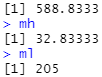 [1] 588.8333
> mh
[1] 32.83333
> ml
[1] 205